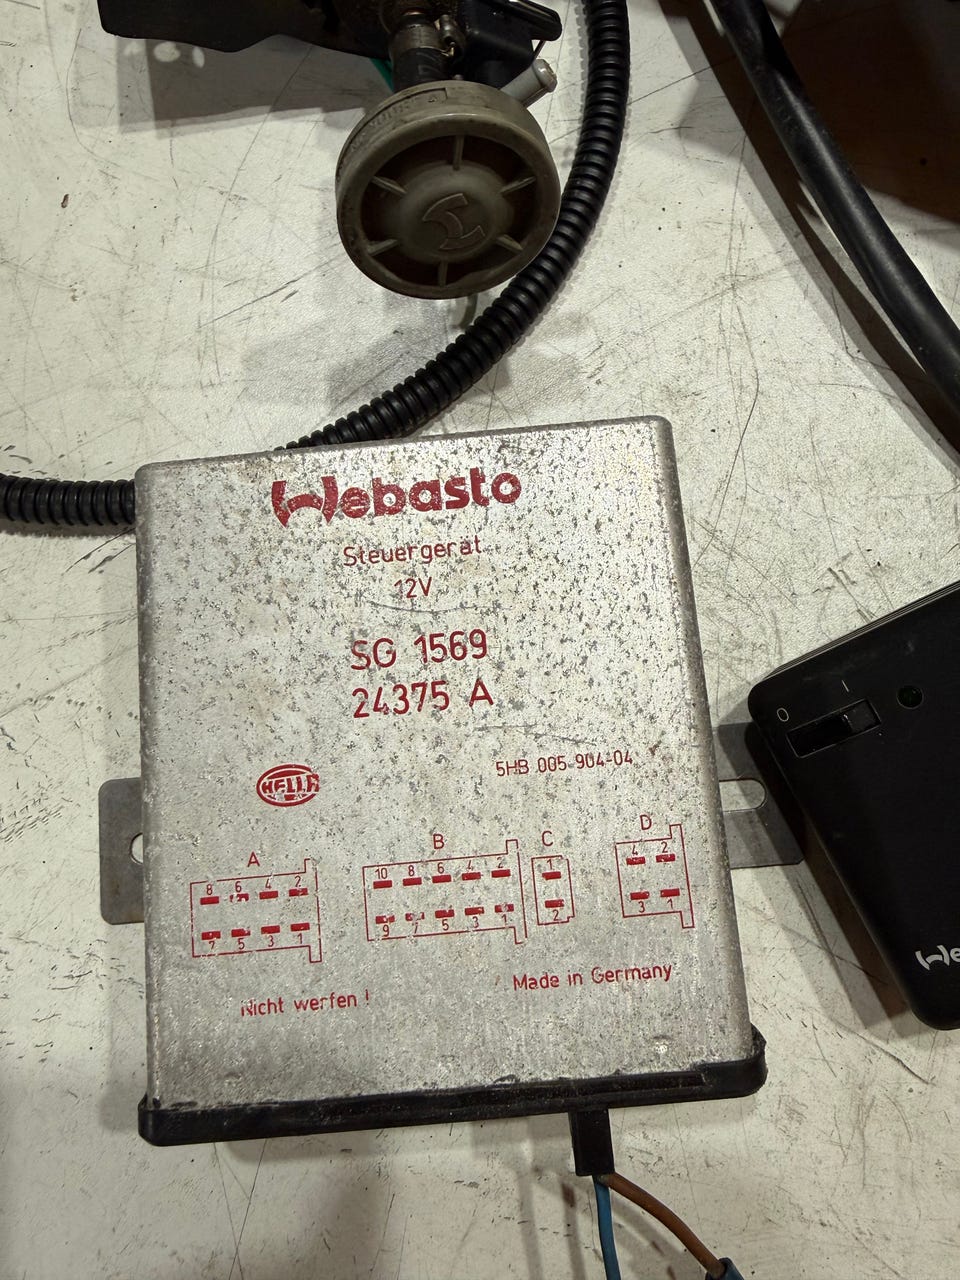 Webasto
Steuergerät
12V
SG 1569
24375 A
HELLA
5HB 005 904-04
A
8 6 4 2
7 5 3 1
B
10 8 6 4 2
9 7 5 3 1
C
1
2
D
4 2
3 1
Nicht werfen !
Made in Germany
0 I
We